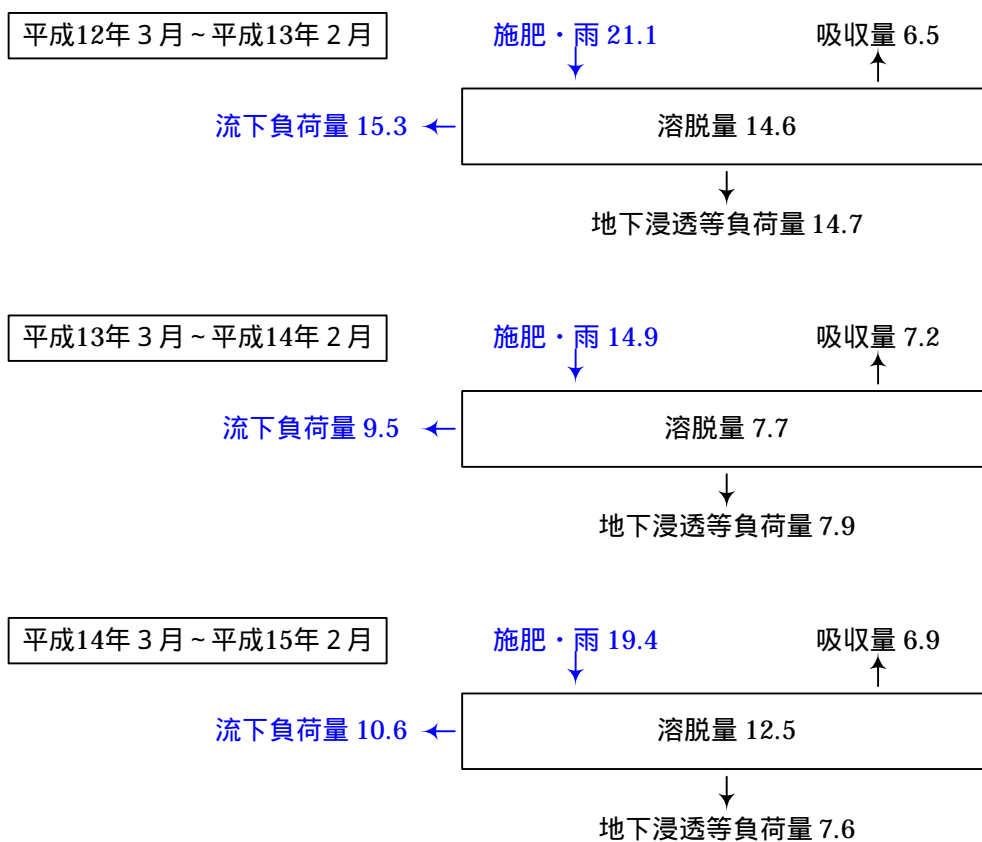 平成12年３月~平成13年２月
施肥・雨 21.1
吸収量 6.5
流下負荷量 15.3
溶脱量 14.6
地下浸透等負荷量 14.7
平成13年３月~平成14年２月
施肥・雨 14.9
吸収量 7.2
流下負荷量 9.5
溶脱量 7.7
地下浸透等負荷量 7.9
平成14年３月~平成15年２月
施肥・雨 19.4
吸収量 6.9
流下負荷量 10.6
溶脱量 12.5
地下浸透等負荷量 7.6